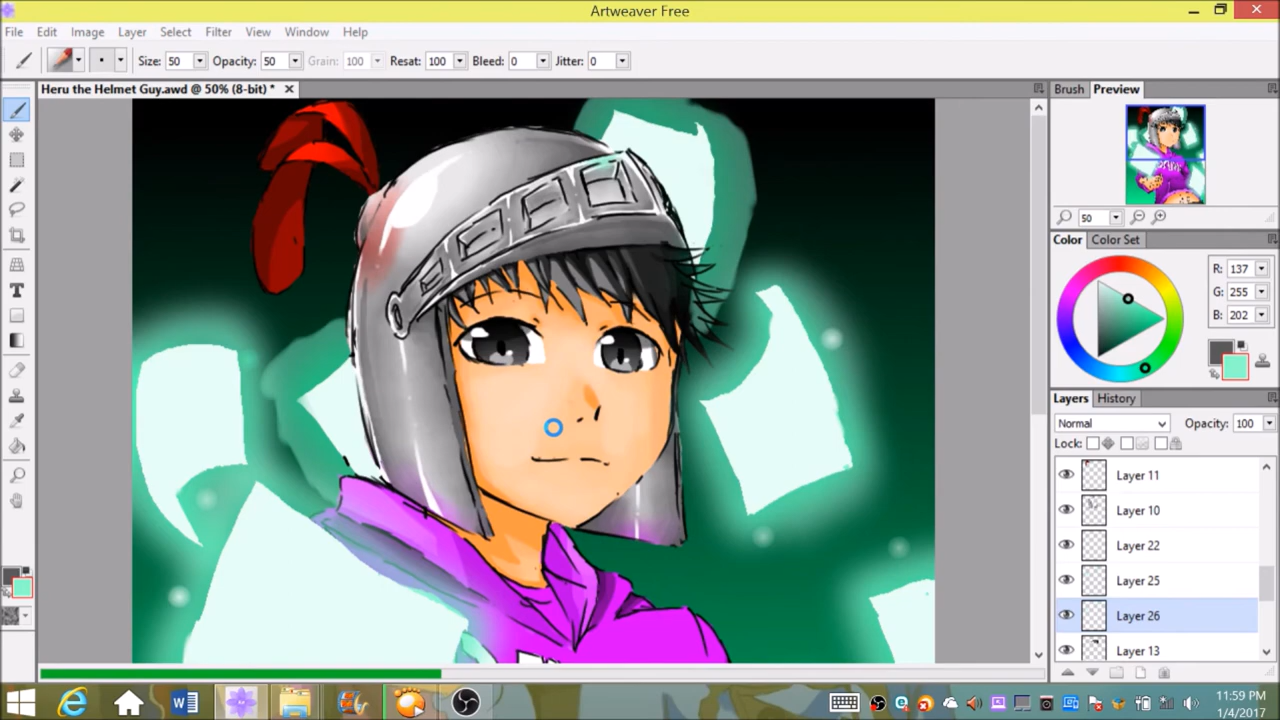 Artweaver Free
File Edit Image Layer Select Filter View Window Help
Size: 50 Opacity: 50 Grain: 100 Resat: 100 Bleed: 0 Jitter: 0
Heru the Helmet Guy.awd @ 50% (8-bit) *
Brush Preview
50
Color Color Set
R: 137
G: 255
B: 202
Layers History
Normal Opacity: 100
Lock:
Layer 11
Layer 10
Layer 22
Layer 25
Layer 26
Layer 13
11:59 PM
1/4/2017